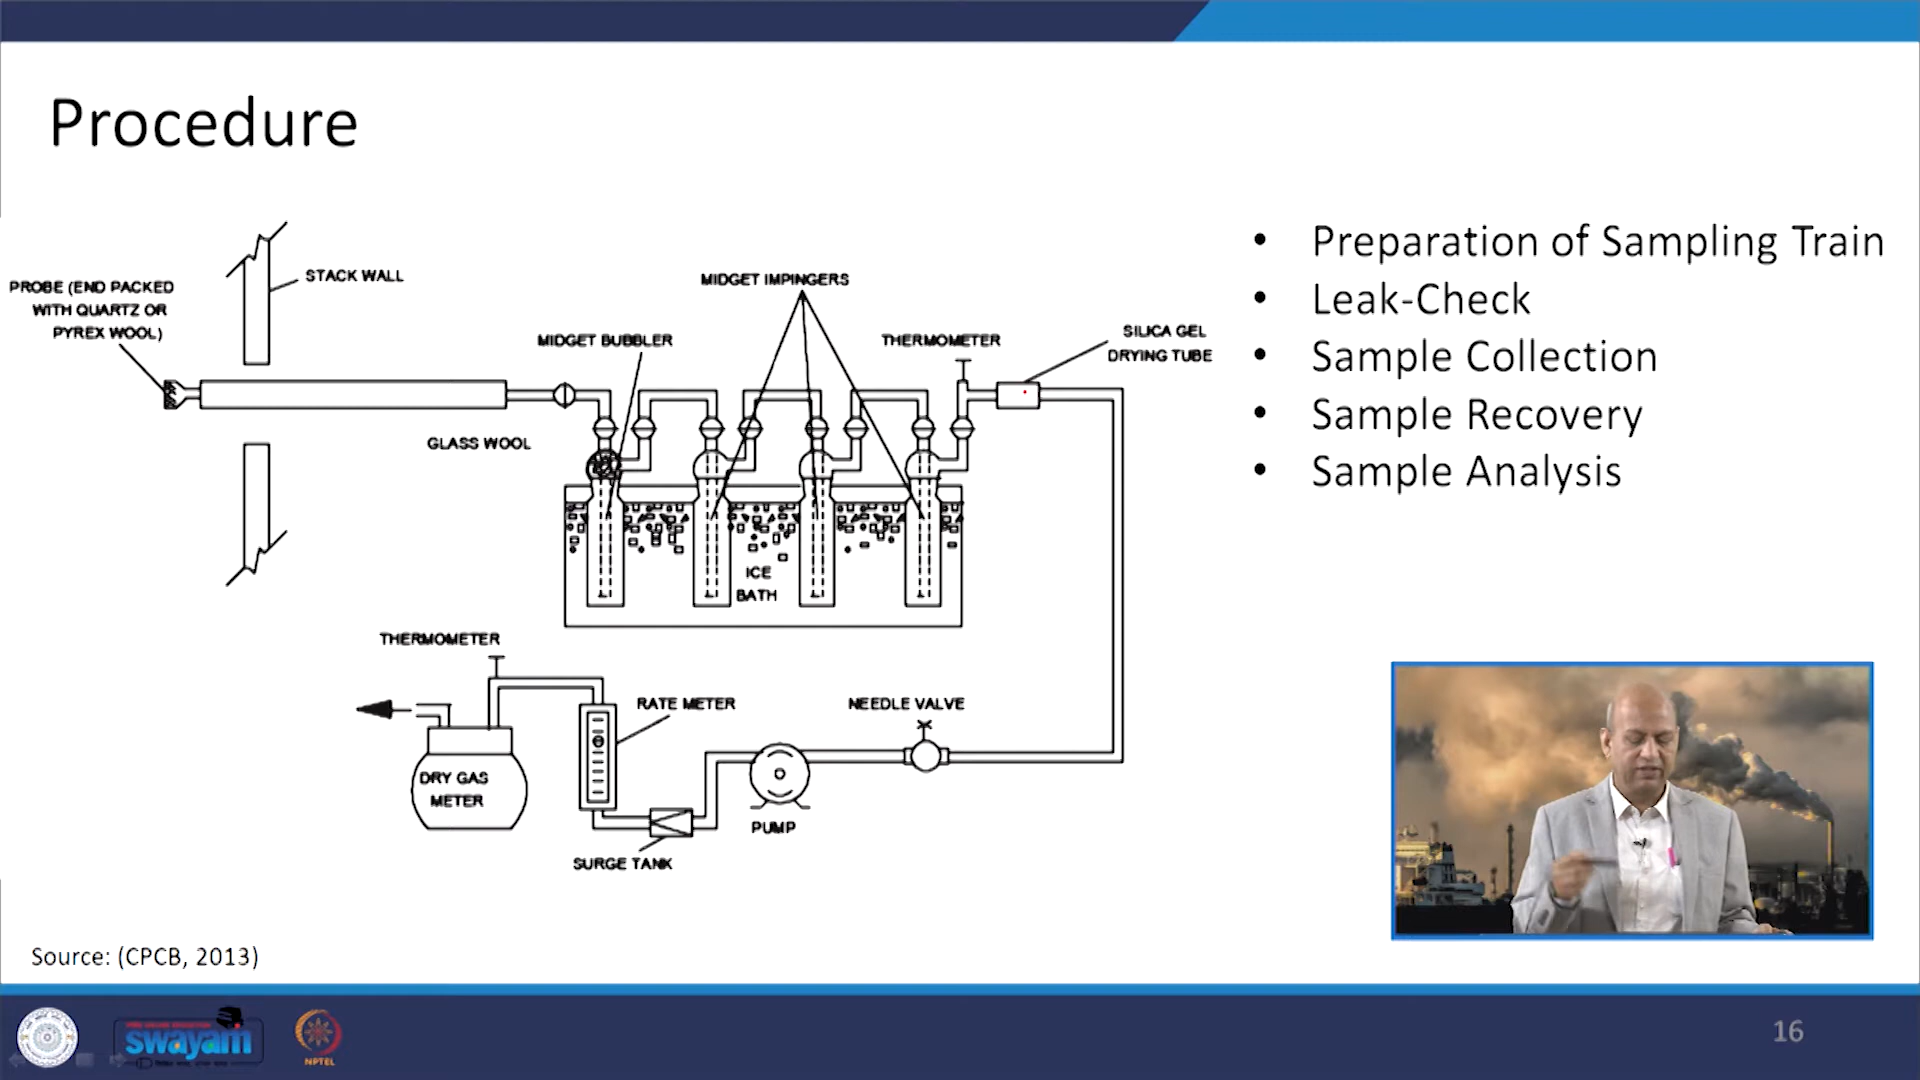 Procedure
STACK WALL
PROBE (END PACKED
WITH QUARTZ OR
PYREX WOOL)
MIDGET IMPINGERS
MIDGET BUBBLER
THERMOMETER
SILICA GEL
DRYING TUBE
GLASS WOOL
ICE
BATH
THERMOMETER
RATE METER
NEEDLE VALVE
DRY GAS
METER
PUMP
SURGE TANK
• Preparation of Sampling Train
• Leak-Check
• Sample Collection
• Sample Recovery
• Sample Analysis
Source: (CPCB, 2013)
swayam
NPTEL
16